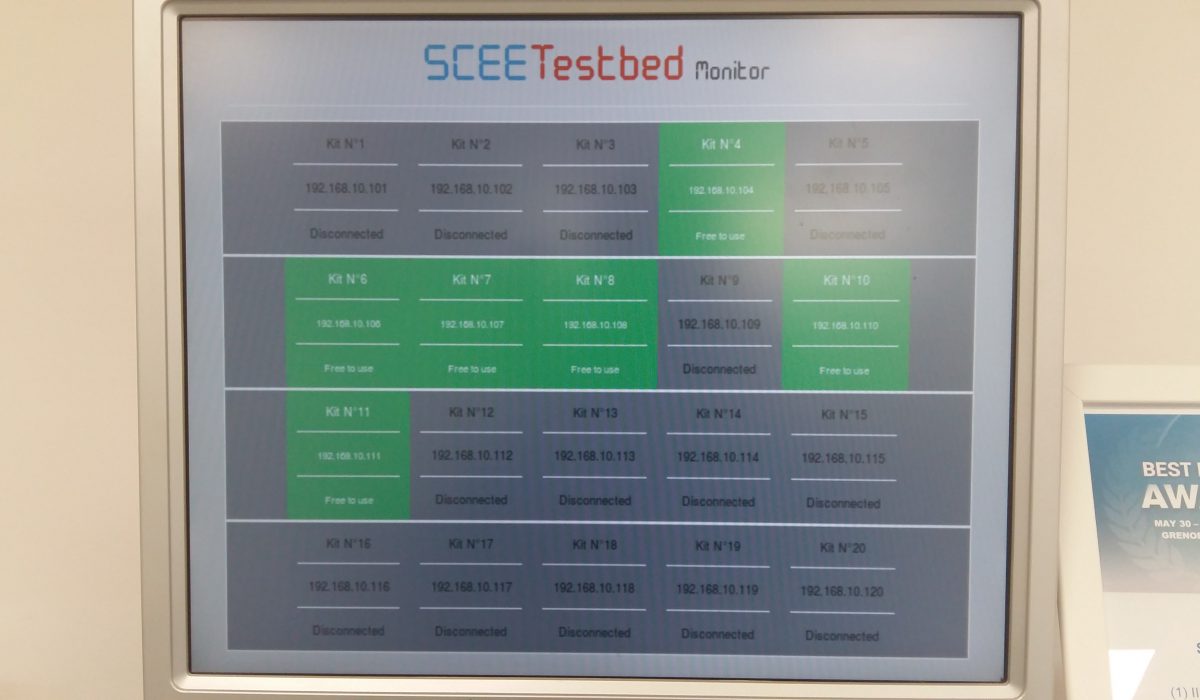 SCEETestbed Monitor
Kit N°1 Kit N°2 Kit N°3 Kit N°4 Kit N°5
192.168.10.101 192.168.10.102 192.168.10.103 192.168.10.104 192.168.10.105
Disconnected Disconnected Disconnected Free to use Disconnected
Kit N°6 Kit N°7 Kit N°8 Kit N°9 Kit N°10
192.168.10.106 192.168.10.107 192.168.10.108 192.168.10.109 192.168.10.110
Free to use Free to use Free to use Disconnected Free to use
Kit N°11 Kit N°12 Kit N°13 Kit N°14 Kit N°15
192.168.10.111 192.168.10.112 192.168.10.113 192.168.10.114 192.168.10.115
Free to use Disconnected Disconnected Disconnected Disconnected
Kit N°16 Kit N°17 Kit N°18 Kit N°19 Kit N°20
192.168.10.116 192.168.10.117 192.168.10.118 192.168.10.119 192.168.10.120
Disconnected Disconnected Disconnected Disconnected Disconnected
BEST
AW
MAY 30 –
GRENO
(1)